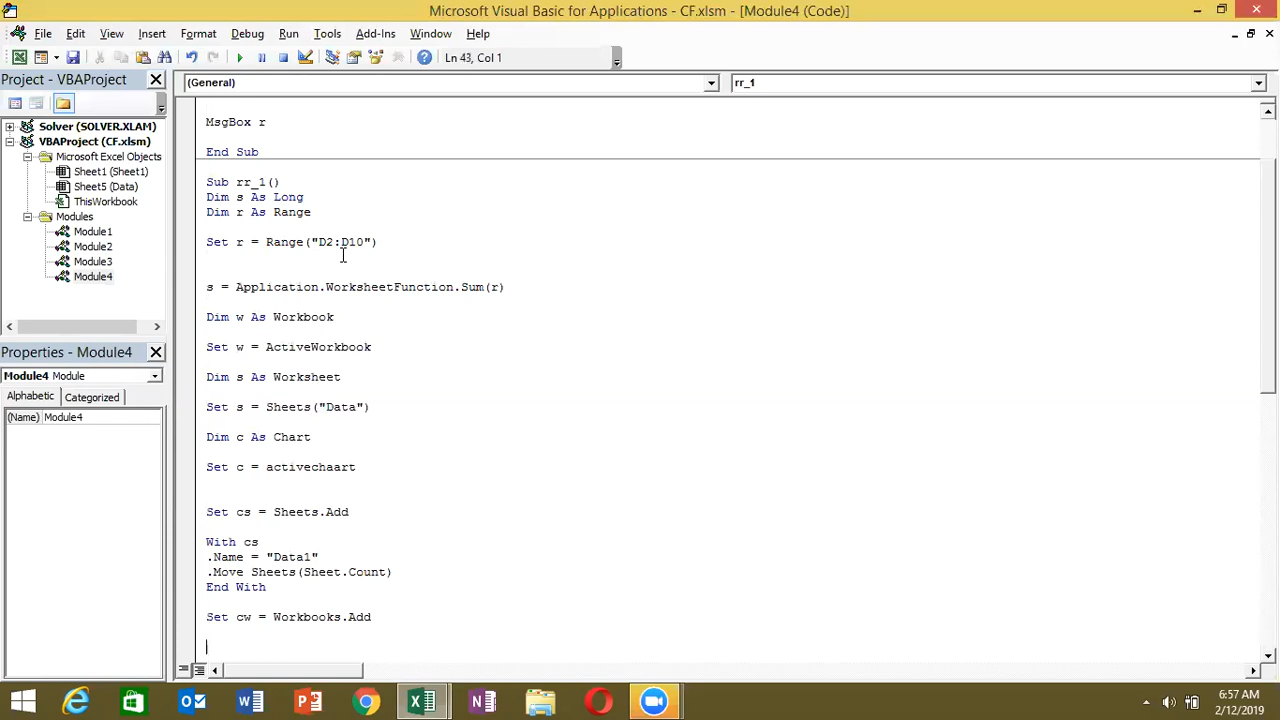 Microsoft Visual Basic for Applications - CF.xlsm - [Module4 (Code)]
File Edit View Insert Format Debug Run Tools Add-Ins Window Help
Ln 43, Col 1
Project - VBAProject
(General) rr_1
Solver (SOLVER.XLAM)
VBAProject (CF.xlsm)
Microsoft Excel Objects
Sheet1 (Sheet1)
Sheet5 (Data)
ThisWorkbook
Modules
Module1
Module2
Module3
Module4
Properties - Module4
Module4 Module
Alphabetic Categorized
(Name) Module4
MsgBox r
End Sub
Sub rr_1()
Dim s As Long
Dim r As Range
Set r = Range("D2:D10")
s = Application.WorksheetFunction.Sum(r)
Dim w As Workbook
Set w = ActiveWorkbook
Dim s As Worksheet
Set s = Sheets("Data")
Dim c As Chart
Set c = activechaart
Set cs = Sheets.Add
With cs
.Name = "Data1"
.Move Sheets(Sheet.Count)
End With
Set cw = Workbooks.Add
6:57 AM
2/12/2019